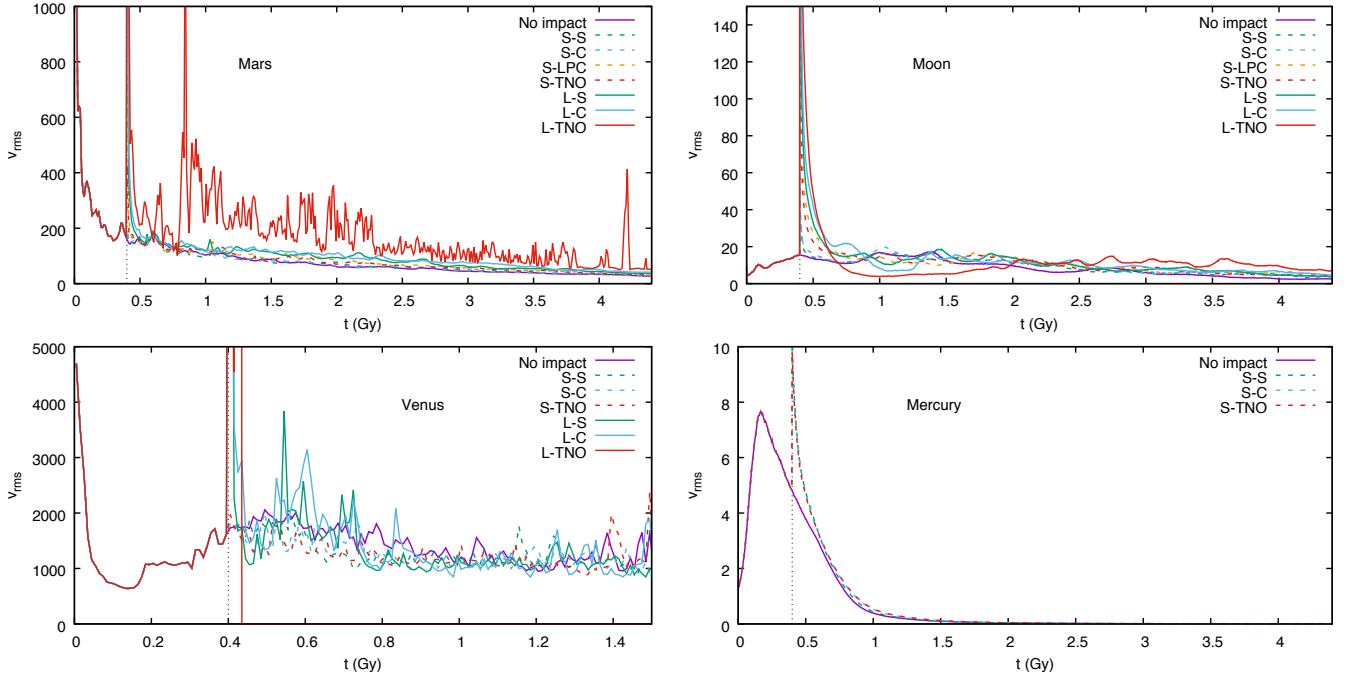 1000
800
600
400
200
0
v_rms
Mars
No impact
S-S
S-C
S-LPC
S-TNO
L-S
L-C
L-TNO
0 0.5 1 1.5 2 2.5 3 3.5 4
t (Gy)
140
120
100
80
60
40
20
0
v_rms
Moon
No impact
S-S
S-C
S-LPC
S-TNO
L-S
L-C
L-TNO
0 0.5 1 1.5 2 2.5 3 3.5 4
t (Gy)
5000
4000
3000
2000
1000
0
v_rms
Venus
No impact
S-S
S-C
S-TNO
L-S
L-C
L-TNO
0 0.2 0.4 0.6 0.8 1 1.2 1.4
t (Gy)
10
8
6
4
2
0
v_rms
Mercury
No impact
S-S
S-C
S-TNO
0 0.5 1 1.5 2 2.5 3 3.5 4
t (Gy)